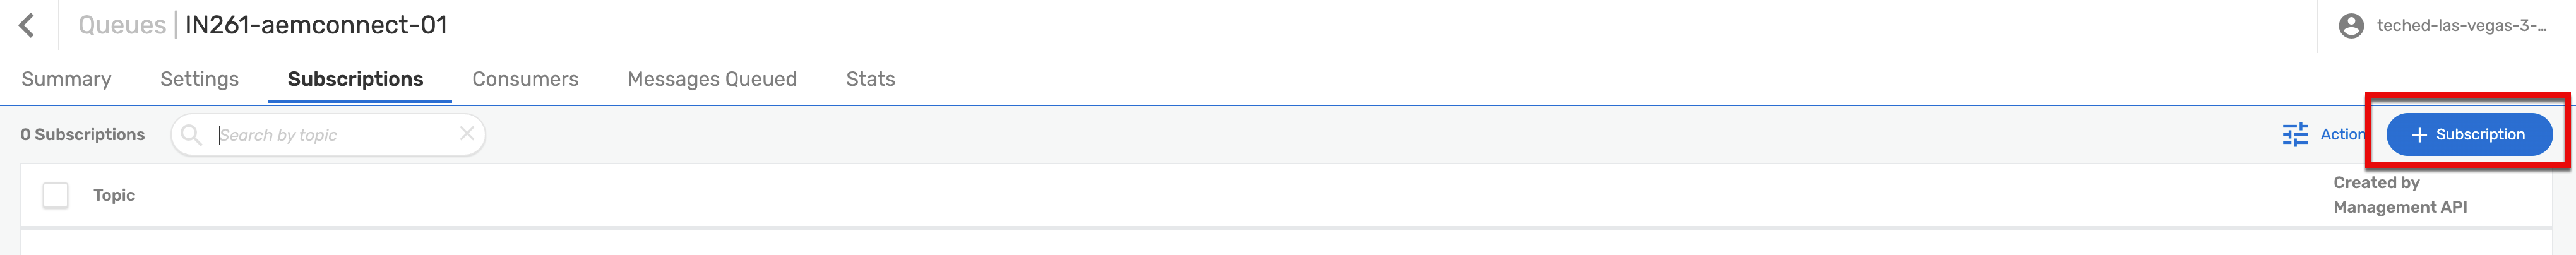 Queues | IN261-aemconnect-01
teched-las-vegas-3-...
Summary Settings Subscriptions Consumers Messages Queued Stats
0 Subscriptions Search by topic Action + Subscription
Topic Created by
Management API